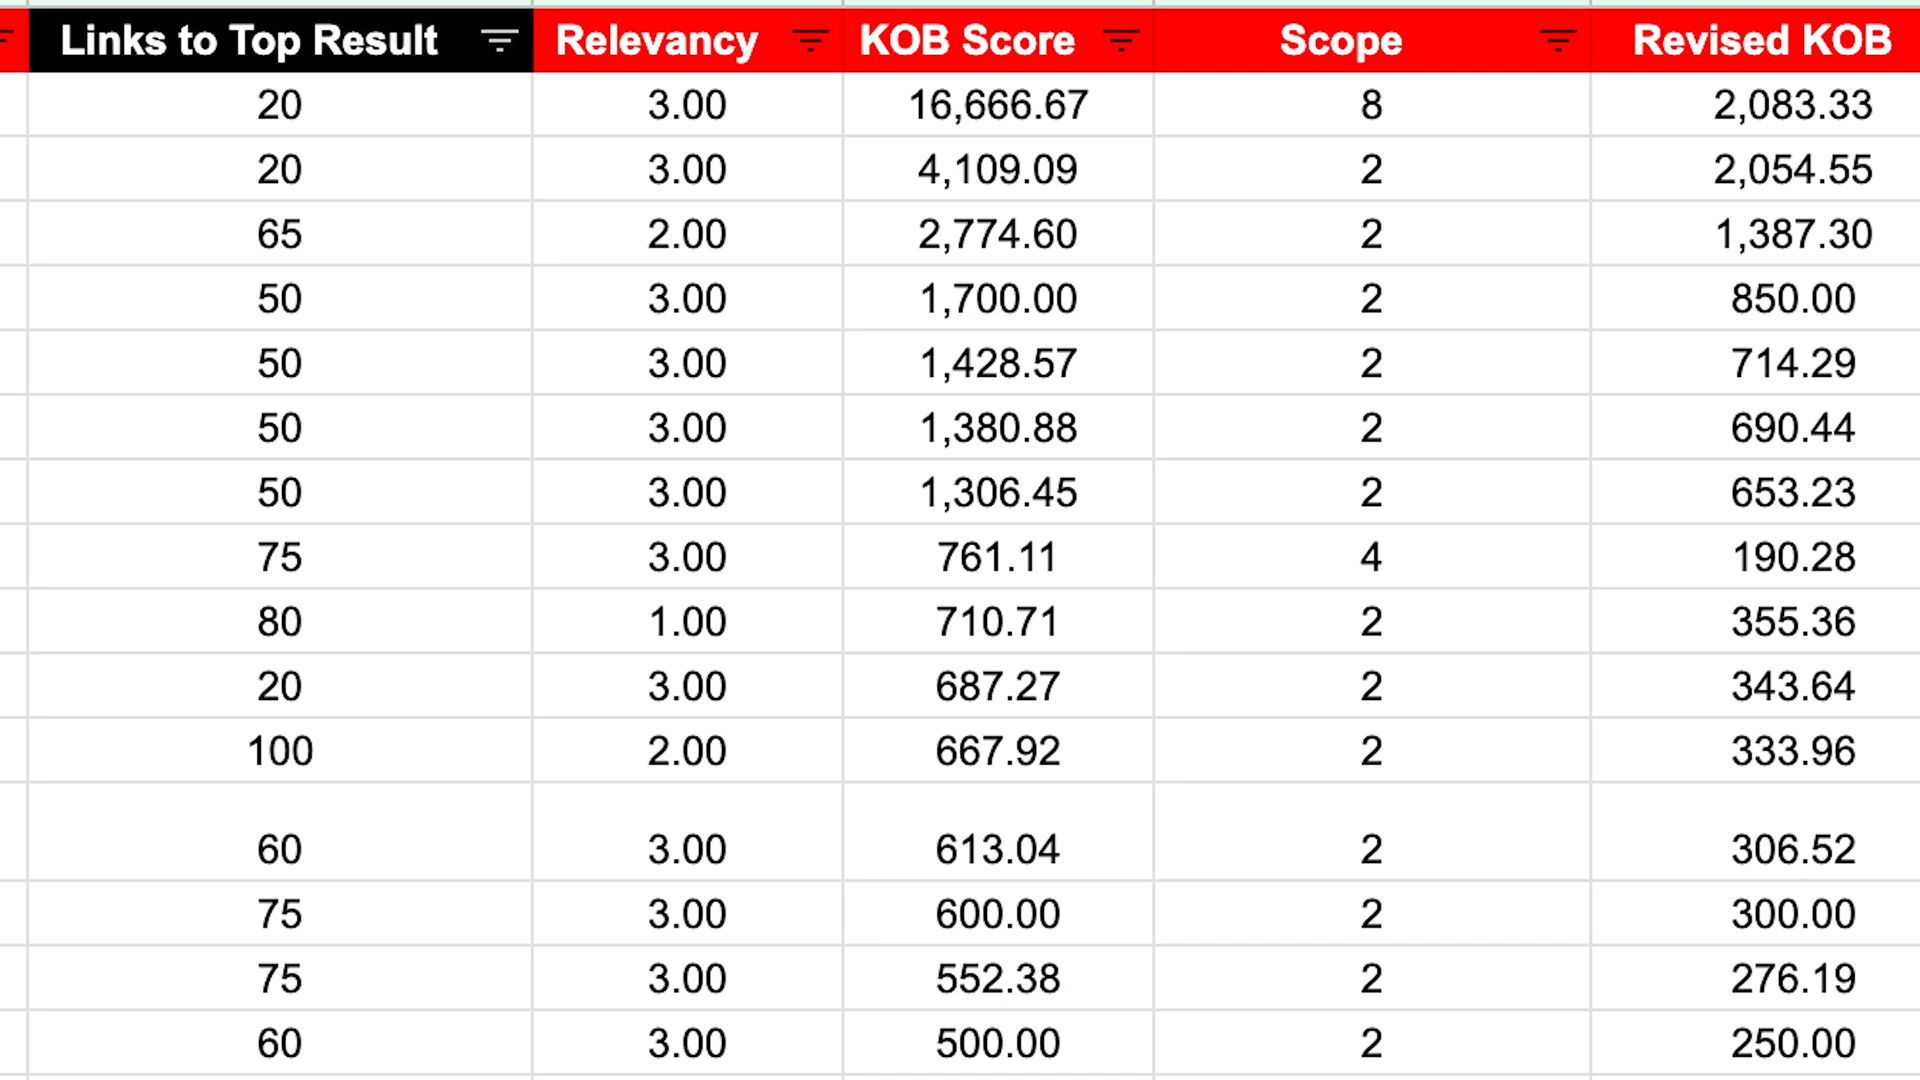 Links to Top Result Relevancy KOB Score Scope Revised KOB
20 3.00 16,666.67 8 2,083.33
20 3.00 4,109.09 2 2,054.55
65 2.00 2,774.60 2 1,387.30
50 3.00 1,700.00 2 850.00
50 3.00 1,428.57 2 714.29
50 3.00 1,380.88 2 690.44
50 3.00 1,306.45 2 653.23
75 3.00 761.11 4 190.28
80 1.00 710.71 2 355.36
20 3.00 687.27 2 343.64
100 2.00 667.92 2 333.96
60 3.00 613.04 2 306.52
75 3.00 600.00 2 300.00
75 3.00 552.38 2 276.19
60 3.00 500.00 2 250.00